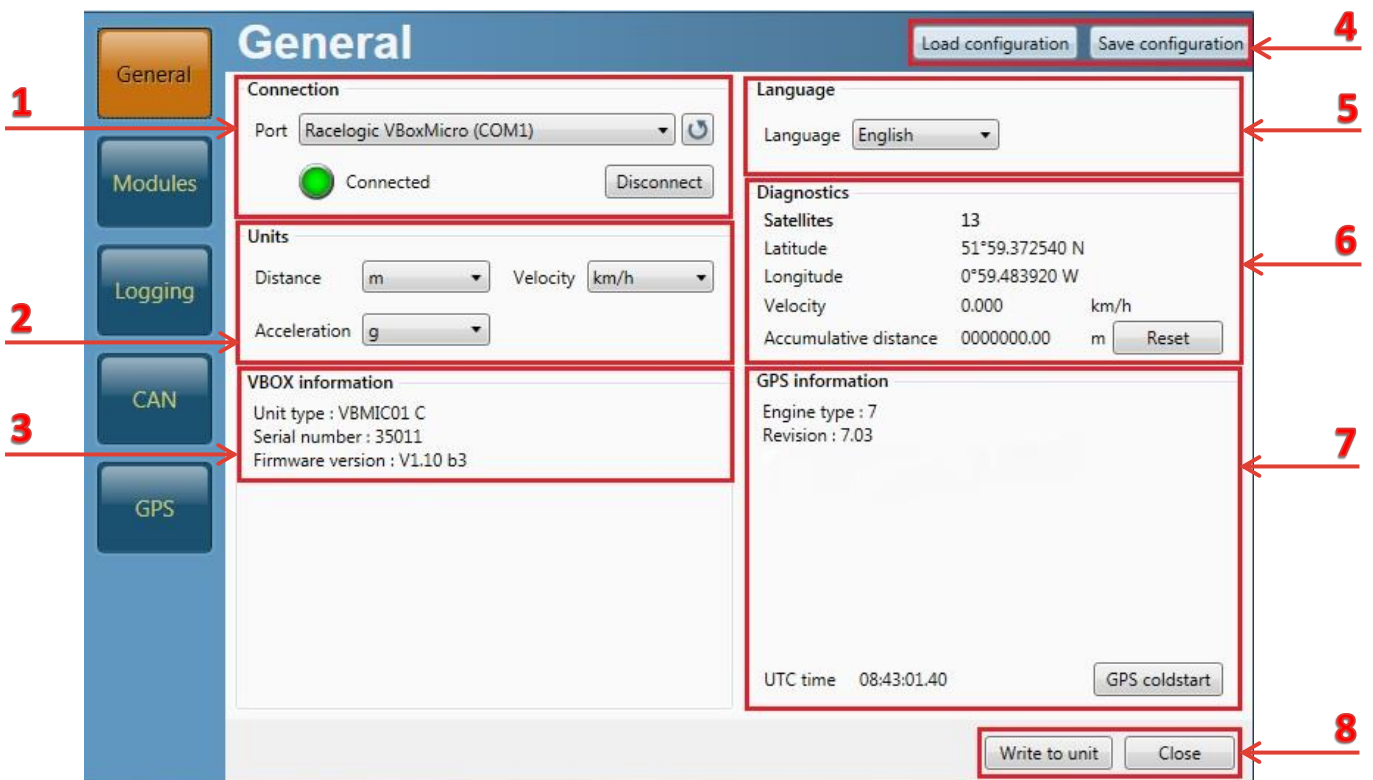 General
Load configuration
Save configuration
4
General
Modules
Logging
CAN
GPS
1
Connection
Port Racelogic VBoxMicro (COM1)
Connected Disconnect
2
Units
Distance m Velocity km/h
Acceleration g
3
VBOX information
Unit type : VBMIC01 C
Serial number : 35011
Firmware version : V1.10 b3
5
Language
Language English
6
Diagnostics
Satellites 13
Latitude 51°59.372540 N
Longitude 0°59.483920 W
Velocity 0.000 km/h
Accumulative distance 0000000.00 m Reset
7
GPS information
Engine type : 7
Revision : 7.03
UTC time 08:43:01.40 GPS coldstart
8
Write to unit Close